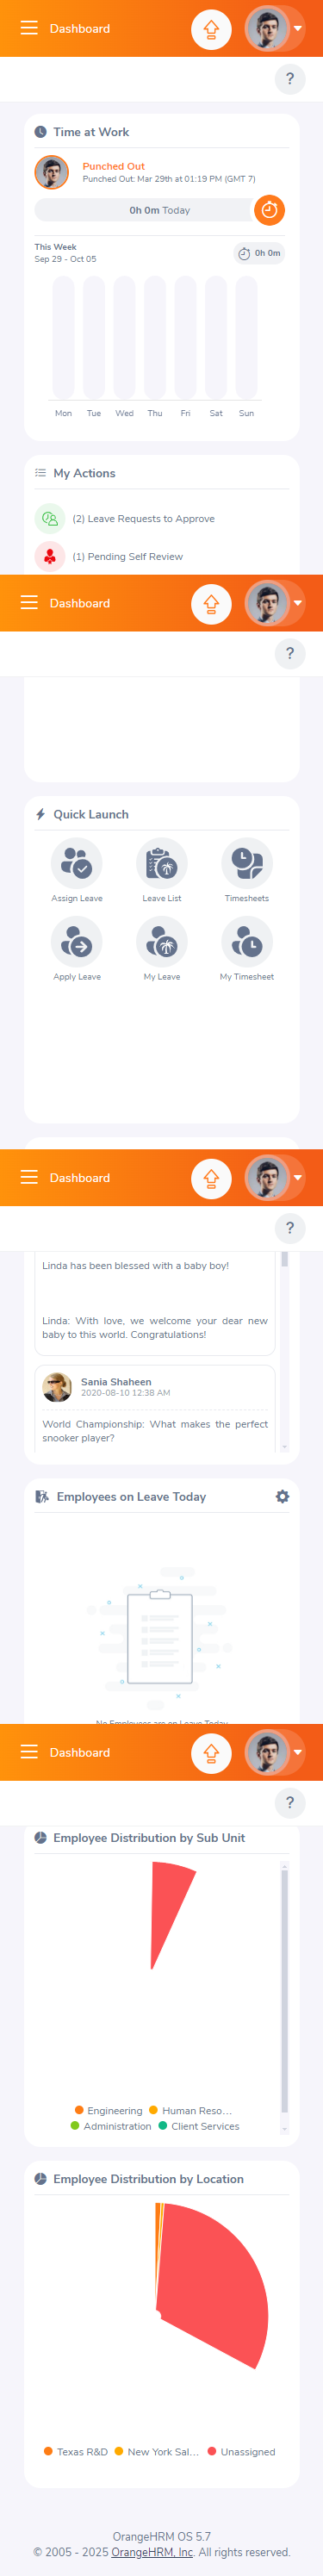 Dashboard
?
Time at Work
Punched Out
Punched Out: Mar 29th at 01:19 PM (GMT 7)
0h 0m Today
This Week
Sep 29 - Oct 05
0h 0m
Mon Tue Wed Thu Fri Sat Sun
My Actions
(2) Leave Requests to Approve
(1) Pending Self Review
Dashboard
?
Quick Launch
Assign Leave Leave List Timesheets
Apply Leave My Leave My Timesheet
Dashboard
?
Linda has been blessed with a baby boy!
Linda: With love, we welcome your dear new
baby to this world. Congratulations!
Sania Shaheen
2020-08-10 12:38 AM
World Championship: What makes the perfect
snooker player?
Employees on Leave Today
No Employees are on Leave Today
Dashboard
?
Employee Distribution by Sub Unit
Engineering Human Reso...
Administration Client Services
Employee Distribution by Location
Texas R&D New York Sal... Unassigned
OrangeHRM OS 5.7
© 2005 - 2025 OrangeHRM, Inc. All rights reserved.